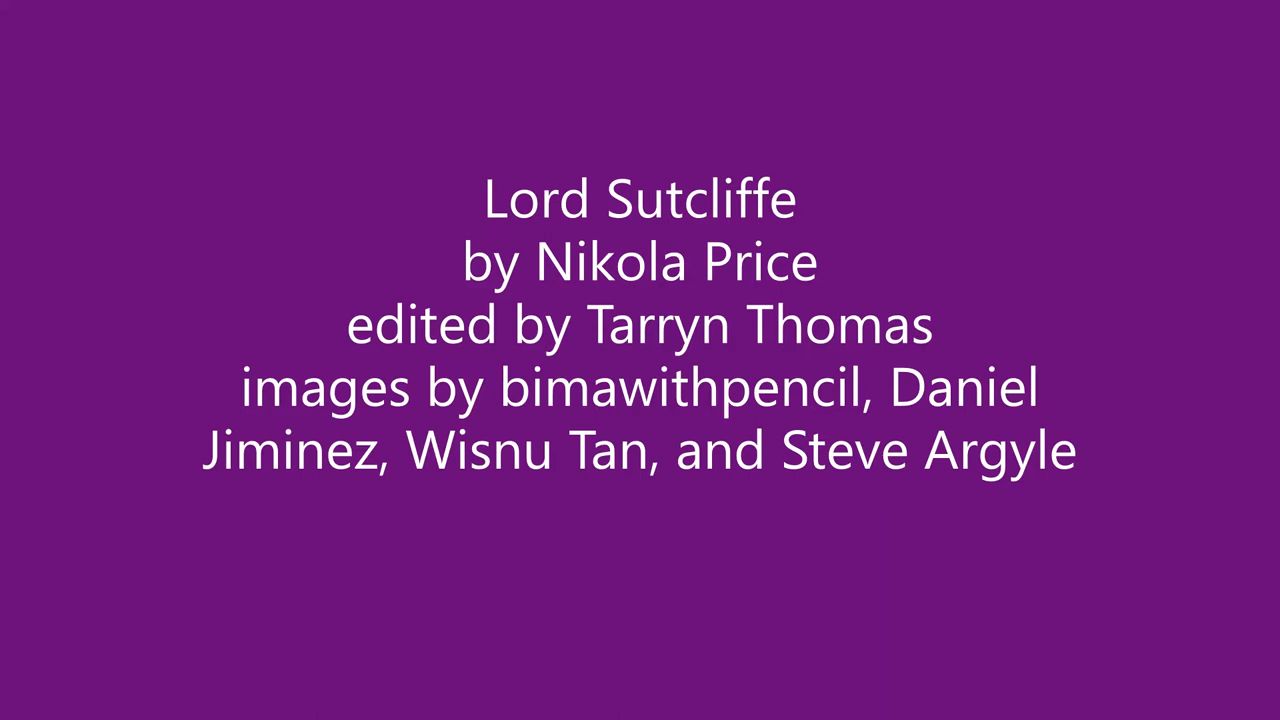 Lord Sutcliffe
by Nikola Price
edited by Tarryn Thomas
images by bimawithpencil, Daniel
Jiminez, Wisnu Tan, and Steve Argyle